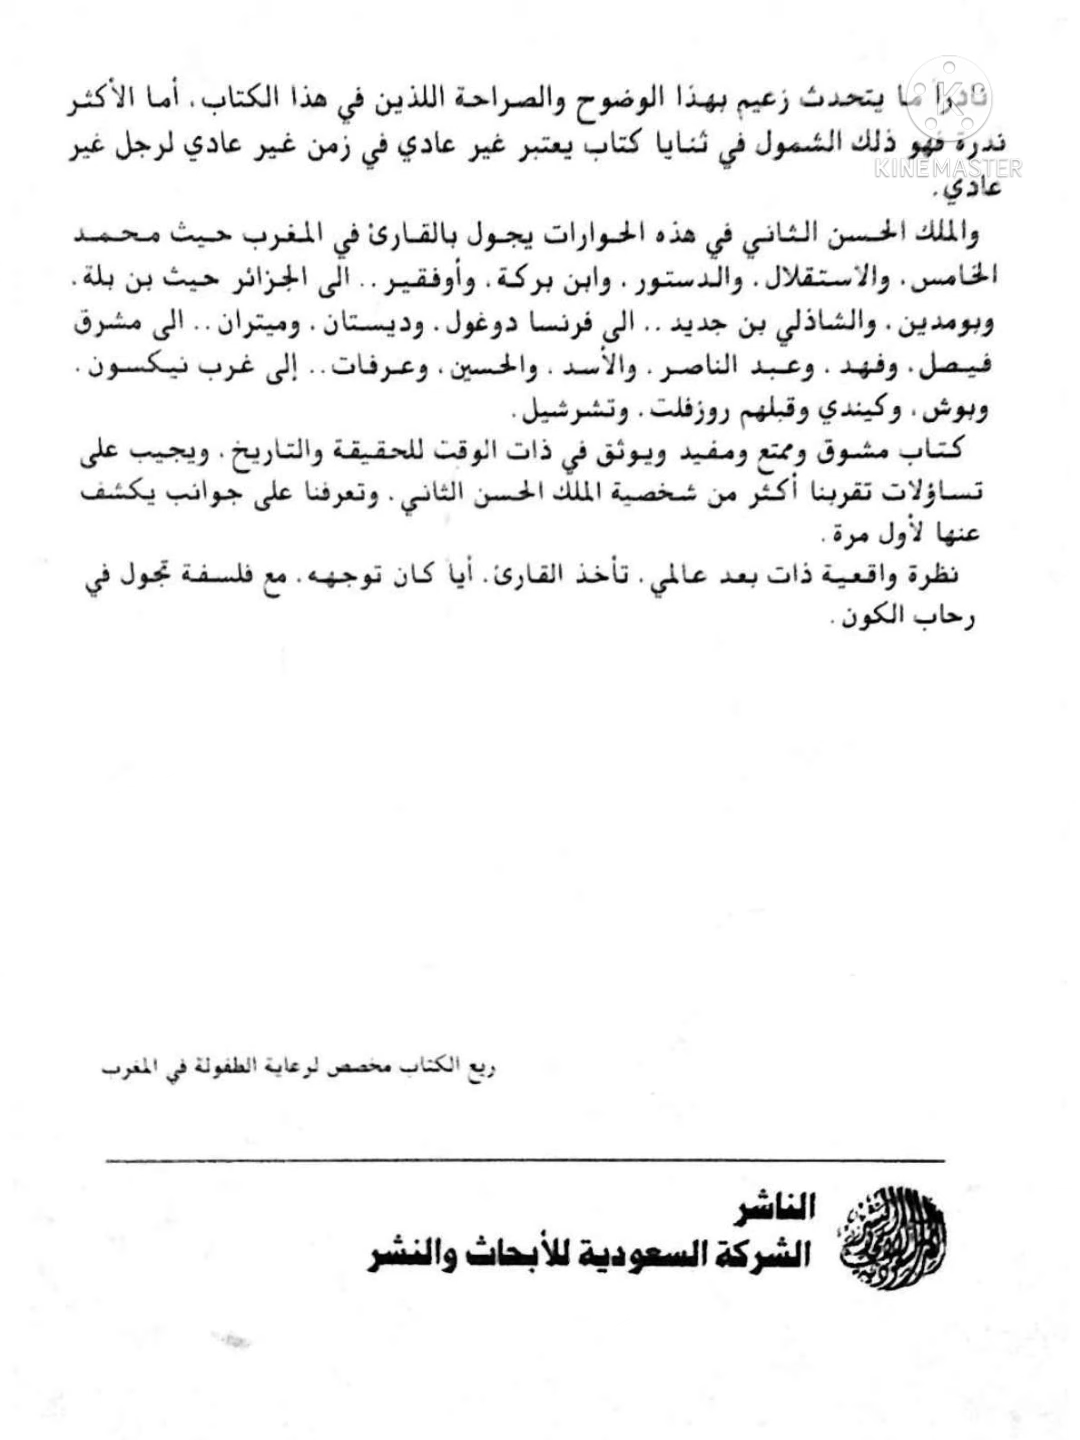 نادراً ما يتحدث زعيم بهذا الوضوح والصراحة اللذين في هذا الكتاب، أما الأكثر
ندرة فهو ذلك الشمول في ثنايا كتاب يعتبر غير عادي في زمن غير عادي لرجل غير
عادي.
والملك الحسن الثاني في هذه الحوارات يجول بالقارئ في المغرب حيث محمد
الخامس، والاستقلال، والدستور، وابن بركة، وأوفقير .. الى الجزائر حيث بن بلة،
وبومدين، والشاذلي بن جديد .. الى فرنسا دوغول، وديستان، وميتران .. الى مشرق
فيصل، وفهد، وعبد الناصر، والأسد، والحسين، وعرفات .. إلى غرب نيكسون،
وبوش، وكيندي وقبلهم روزفلت، وتشرشيل.
كتاب مشوق وممتع ومفيد ويوثق في ذات الوقت للحقيقة والتاريخ، ويجيب على
تساؤلات تقربنا أكثر من شخصية الملك الحسن الثاني، وتعرفنا على جوانب يكشف
عنها لأول مرة.
نظرة واقعية ذات بعد عالمي، تأخذ القارئ، أيا كان توجهه، مع فلسفة تجول في
رحاب الكون.
ريع الكتاب مخصص لرعاية الطفولة في المغرب
الناشر
الشركة السعودية للأبحاث والنشر
KINEMASTER